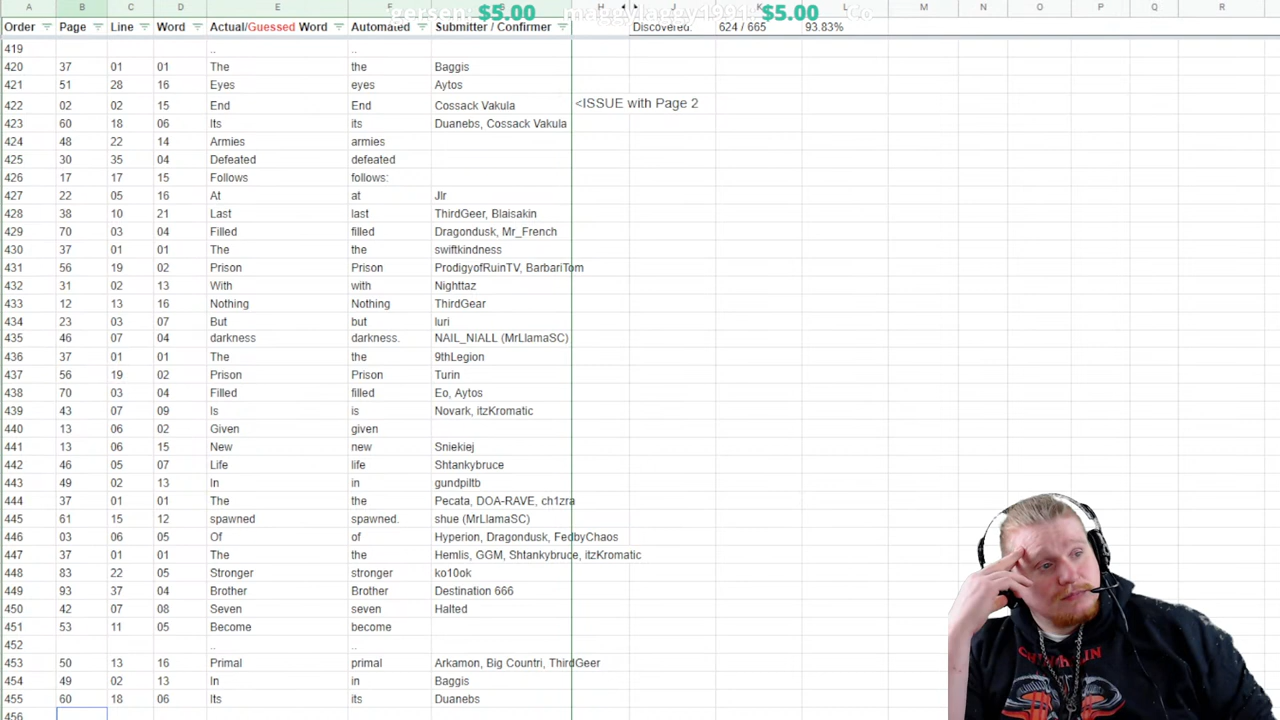 A B C D E H J K L M N O P Q R
gersen: $5.00 maggylaggy1991: $5.00 co
Order Page Line Word Actual/Guessed Word Automated Submitter / Confirmer Discovered: 624 / 665 93.83%
419 .. ..
420 37 01 01 The the Baggis
421 51 28 16 Eyes eyes Aytos
422 02 02 15 End End Cossack Vakula <ISSUE with Page 2
423 60 18 06 Its its Duanebs, Cossack Vakula
424 48 22 14 Armies armies
425 30 35 04 Defeated defeated
426 17 17 15 Follows follows:
427 22 05 16 At at Jlr
428 38 10 21 Last last ThirdGeer, Blaisakin
429 70 03 04 Filled filled Dragondusk, Mr_French
430 37 01 01 The the swiftkindness
431 56 19 02 Prison Prison ProdigyofRuinTV, BarbariTom
432 31 02 13 With with Nighttaz
433 12 13 16 Nothing Nothing ThirdGear
434 23 03 07 But but Iuri
435 46 07 04 darkness darkness. NAIL_NIALL (MrLlamaSC)
436 37 01 01 The the 9thLegion
437 56 19 02 Prison Prison Turin
438 70 03 04 Filled filled Eo, Aytos
439 43 07 09 Is is Novark, itzKromatic
440 13 06 02 Given given
441 13 06 15 New new Sniekiej
442 46 05 07 Life life Shtankybruce
443 49 02 13 In in gundpiltb
444 37 01 01 The the Pecata, DOA-RAVE, ch1zra
445 61 15 12 spawned spawned. shue (MrLlamaSC)
446 03 06 05 Of of Hyperion, Dragondusk, FedbyChaos
447 37 01 01 The the Hemlis, GGM, Shtankybruce, itzKromatic
448 83 22 05 Stronger stronger ko10ok
449 93 37 04 Brother Brother Destination 666
450 42 07 08 Seven seven Halted
451 53 11 05 Become become
452 .. ..
453 50 13 16 Primal primal Arkamon, Big Countri, ThirdGeer
454 49 02 13 In in Baggis
455 60 18 06 Its its Duanebs
456